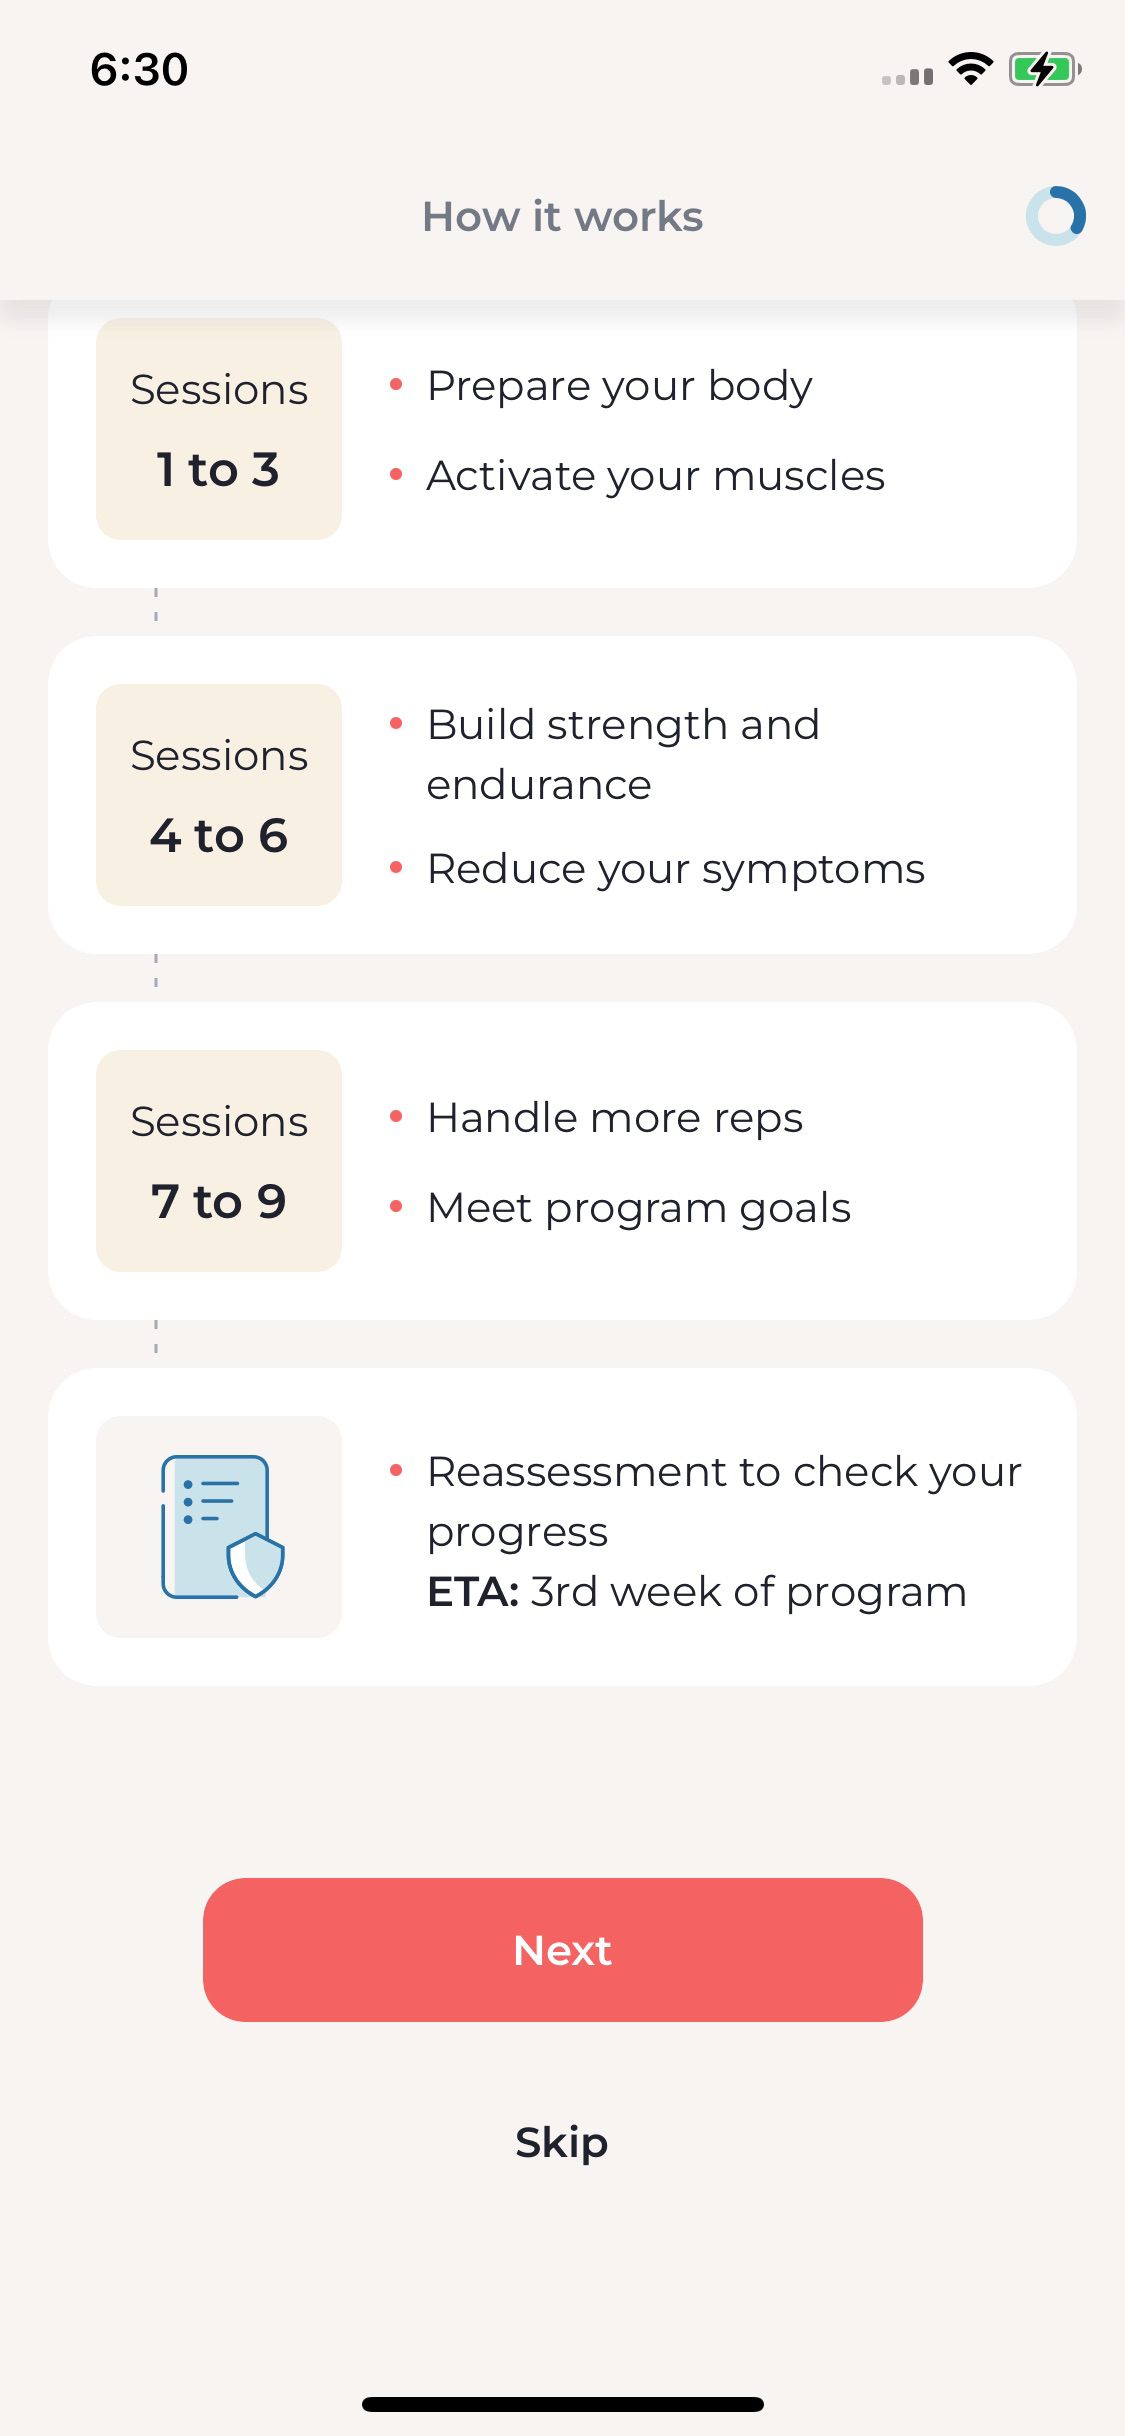 6:30
How it works
Sessions
1 to 3
Prepare your body
Activate your muscles
Sessions
4 to 6
Build strength and
endurance
Reduce your symptoms
Sessions
7 to 9
Handle more reps
Meet program goals
Reassessment to check your
progress
ETA: 3rd week of program
Next
Skip